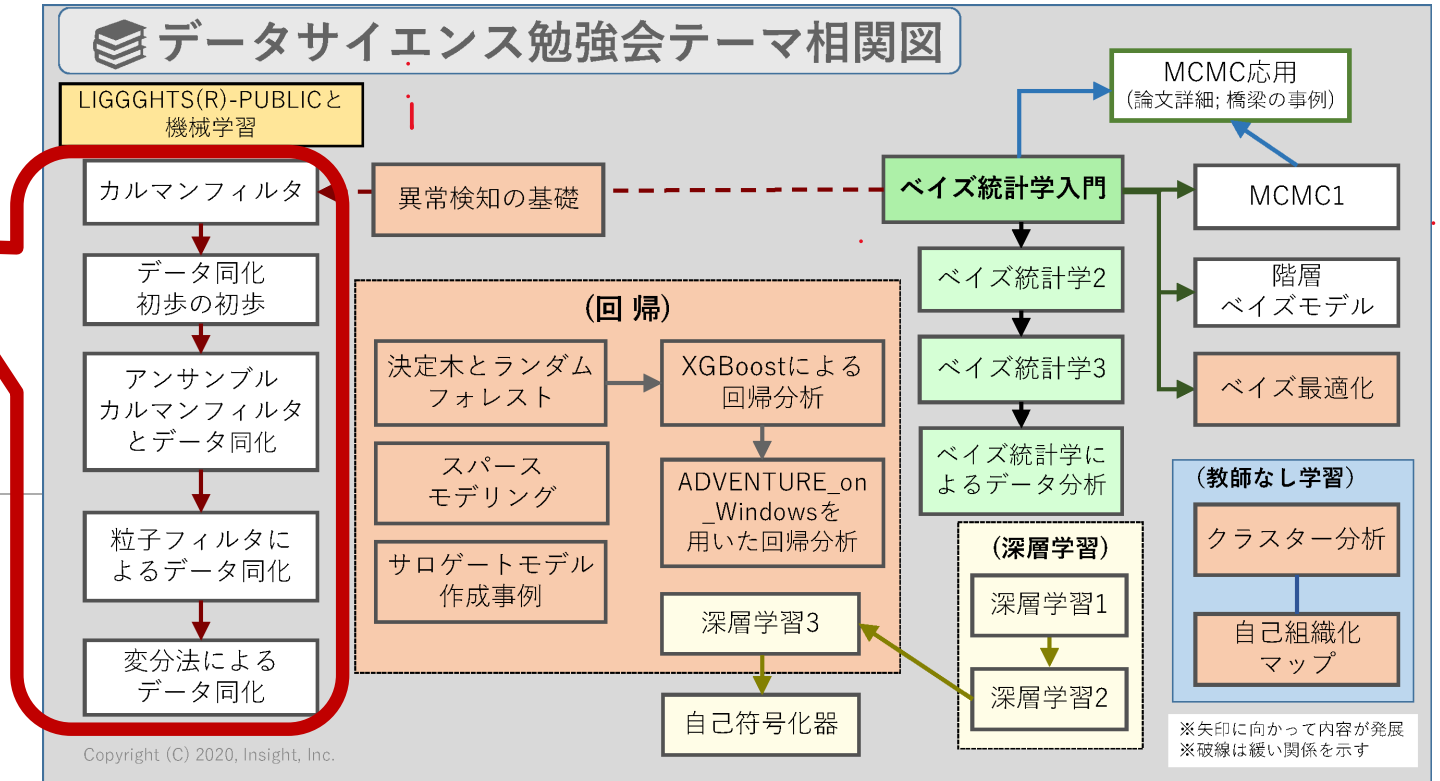 データサイエンス勉強会テーマ相関図
LIGGGHTS(R)-PUBLICと
機械学習
カルマンフィルタ
データ同化
初歩の初歩
アンサンブル
カルマンフィルタ
とデータ同化
粒子フィルタに
よるデータ同化
変分法による
データ同化
異常検知の基礎
(回 帰)
決定木とランダム
フォレスト
XGBoostによる
回帰分析
スパース
モデリング
ADVENTURE_on
_Windowsを
用いた回帰分析
サロゲートモデル
作成事例
深層学習3
自己符号化器
ベイズ統計学入門
ベイズ統計学2
ベイズ統計学3
ベイズ統計学に
よるデータ分析
(深層学習)
深層学習1
深層学習2
MCMC応用
(論文詳細; 橋梁の事例)
MCMC1
階層
ベイズモデル
ベイズ最適化
(教師なし学習)
クラスター分析
自己組織化
マップ
※矢印に向かって内容が発展
※破線は緩い関係を示す
Copyright (C) 2020, Insight, Inc.